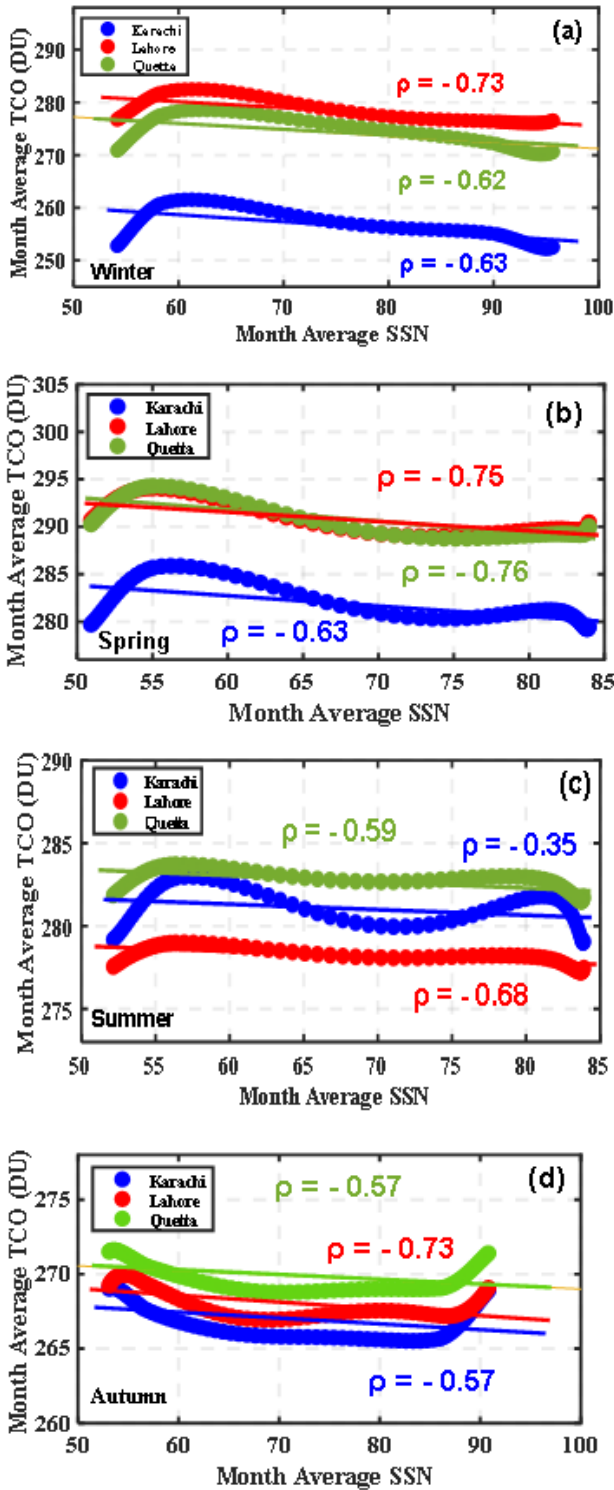 (a)
Karachi
Lahore
Quetta
ρ = - 0.73
ρ = - 0.62
ρ = - 0.63
Winter
290
280
270
260
250
50 60 70 80 90 100
Month Average TCO (DU)
Month Average SSN
(b)
Karachi
Lahore
Quetta
ρ = - 0.75
ρ = - 0.76
ρ = - 0.63
Spring
305
300
295
290
285
280
50 55 60 65 70 75 80 85
Month Average TCO (DU)
Month Average SSN
(c)
Karachi
Lahore
Quetta
ρ = - 0.59
ρ = - 0.35
ρ = - 0.68
Summer
290
285
280
275
50 55 60 65 70 75 80 85
Month Average TCO (DU)
Month Average SSN
(d)
Karachi
Lahore
Quetta
ρ = - 0.57
ρ = - 0.73
ρ = - 0.57
Autumn
275
270
265
260
50 60 70 80 90 100
Month Average TCO (DU)
Month Average SSN